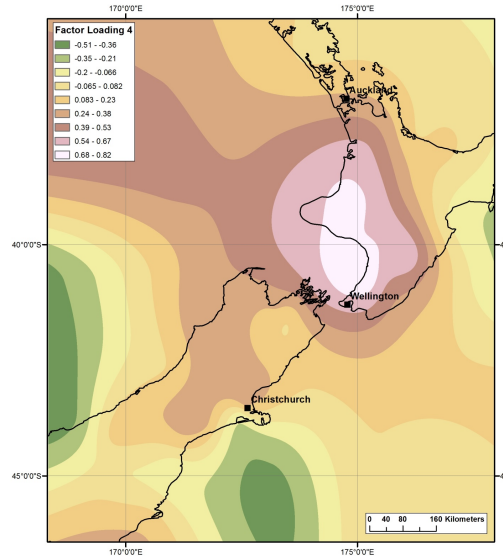 170°0'0"E 175°0'0"E
Factor Loading 4
-0.51 - -0.36
-0.35 - -0.21
-0.2 - -0.066
-0.065 - 0.082
0.083 - 0.23
0.24 - 0.38
0.39 - 0.53
0.54 - 0.67
0.68 - 0.82
Auckland
40°0'0"S 4
Wellington
Christchurch
45°0'0"S 4
0 40 80 160 Kilometers
170°0'0"E 175°0'0"E